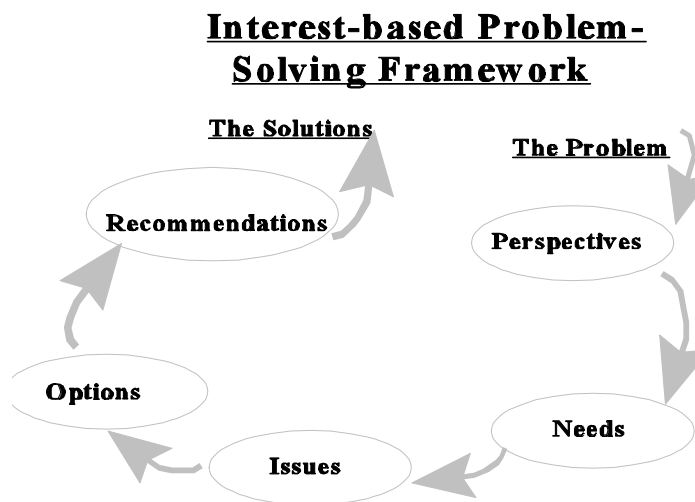 Interest-based Problem-
Solving Framework
The Solutions
The Problem
Recommendations
Perspectives
Options
Needs
Issues